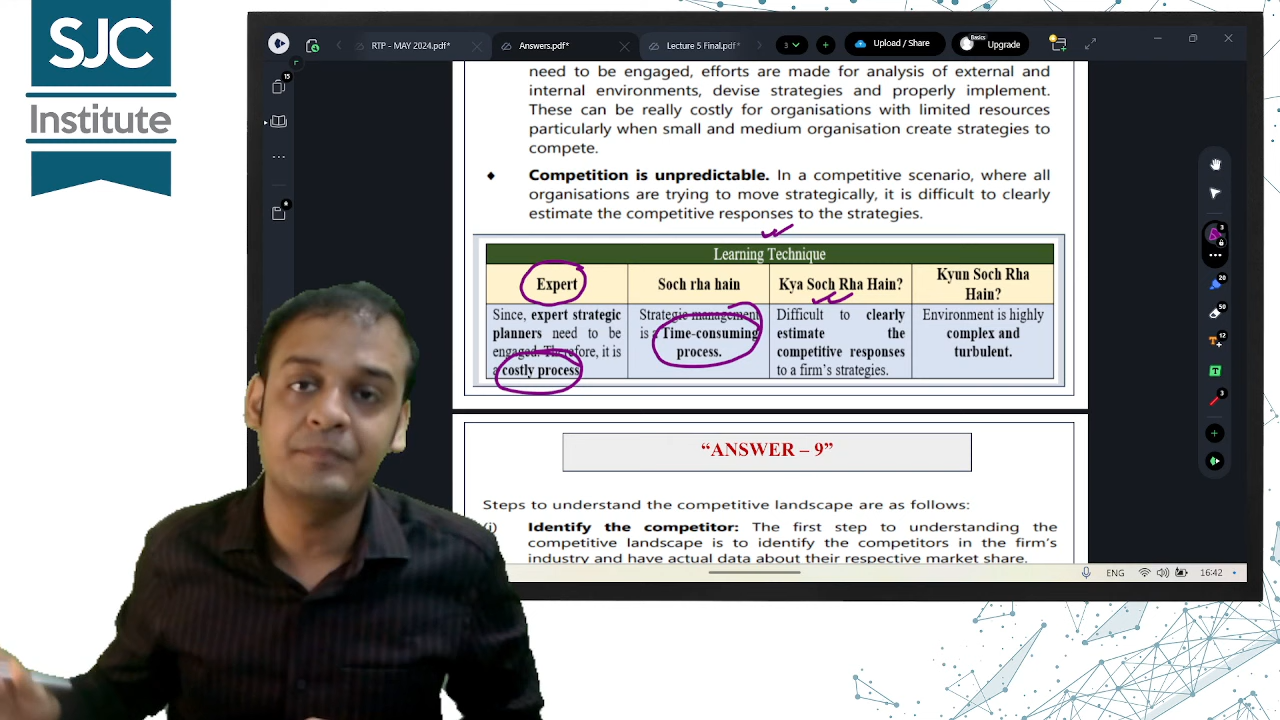 SJC
Institute
RTP - MAY 2024.pdf*
Answers.pdf*
Lecture 5 Final.pdf*
3
Upload / Share
Basics
Upgrade
need to be engaged, efforts are made for analysis of external and
internal environments, devise strategies and properly implement.
These can be really costly for organisations with limited resources
particularly when small and medium organisation create strategies to
compete.
Competition is unpredictable. In a competitive scenario, where all
organisations are trying to move strategically, it is difficult to clearly
estimate the competitive responses to the strategies.
Learning Technique
Expert
Soch rha hain
Kya Soch Rha Hain?
Kyun Soch Rha
Hain?
Since, expert strategic
planners need to be
engaged. Therefore, it is
a costly process
Strategic management
is a Time-consuming
process.
Difficult to clearly
estimate the
competitive responses
to a firm's strategies.
Environment is highly
complex and
turbulent.
"ANSWER – 9"
Steps to understand the competitive landscape are as follows:
(i) Identify the competitor: The first step to understanding the
competitive landscape is to identify the competitors in the firm's
industry and have actual data about their respective market share.
15
3
20
50
12
3
ENG
16:42